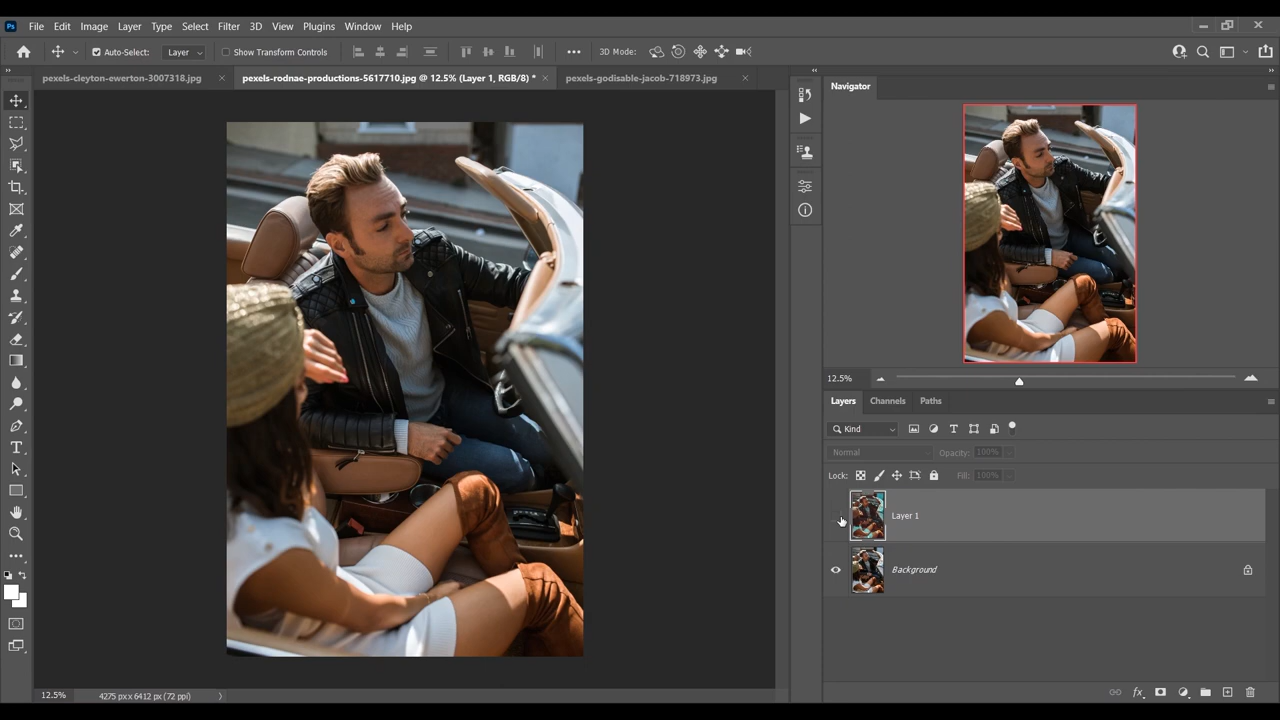 Ps File Edit Image Layer Type Select Filter 3D View Plugins Window Help
Auto-Select: Layer Show Transform Controls 3D Mode:
pexels-cleyton-ewerton-3007318.jpg × pexels-rodnae-productions-5617710.jpg @ 12.5% (Layer 1, RGB/8) * × pexels-godisable-jacob-718973.jpg ×
Navigator
12.5%
Layers Channels Paths
Kind
Normal Opacity: 100%
Lock: Fill: 100%
Layer 1
Background
12.5% 4275 px x 6412 px (72 ppi)